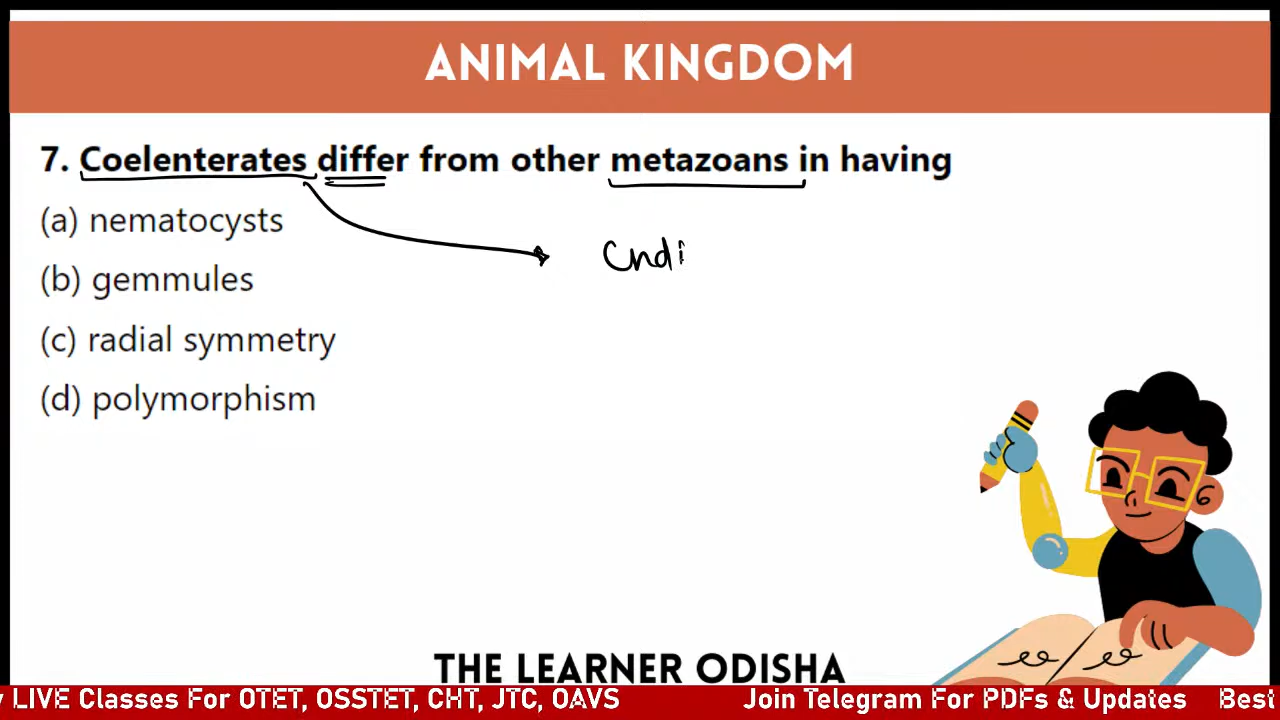 ANIMAL KINGDOM
7. Coelenterates differ from other metazoans in having
(a) nematocysts
Cndi
(b) gemmules
(c) radial symmetry
(d) polymorphism
THE LEARNER ODISHA
LIVE Classes For OTET, OSSTET, CHT, JTC, OAVS Join Telegram For PDFs & Updates Best